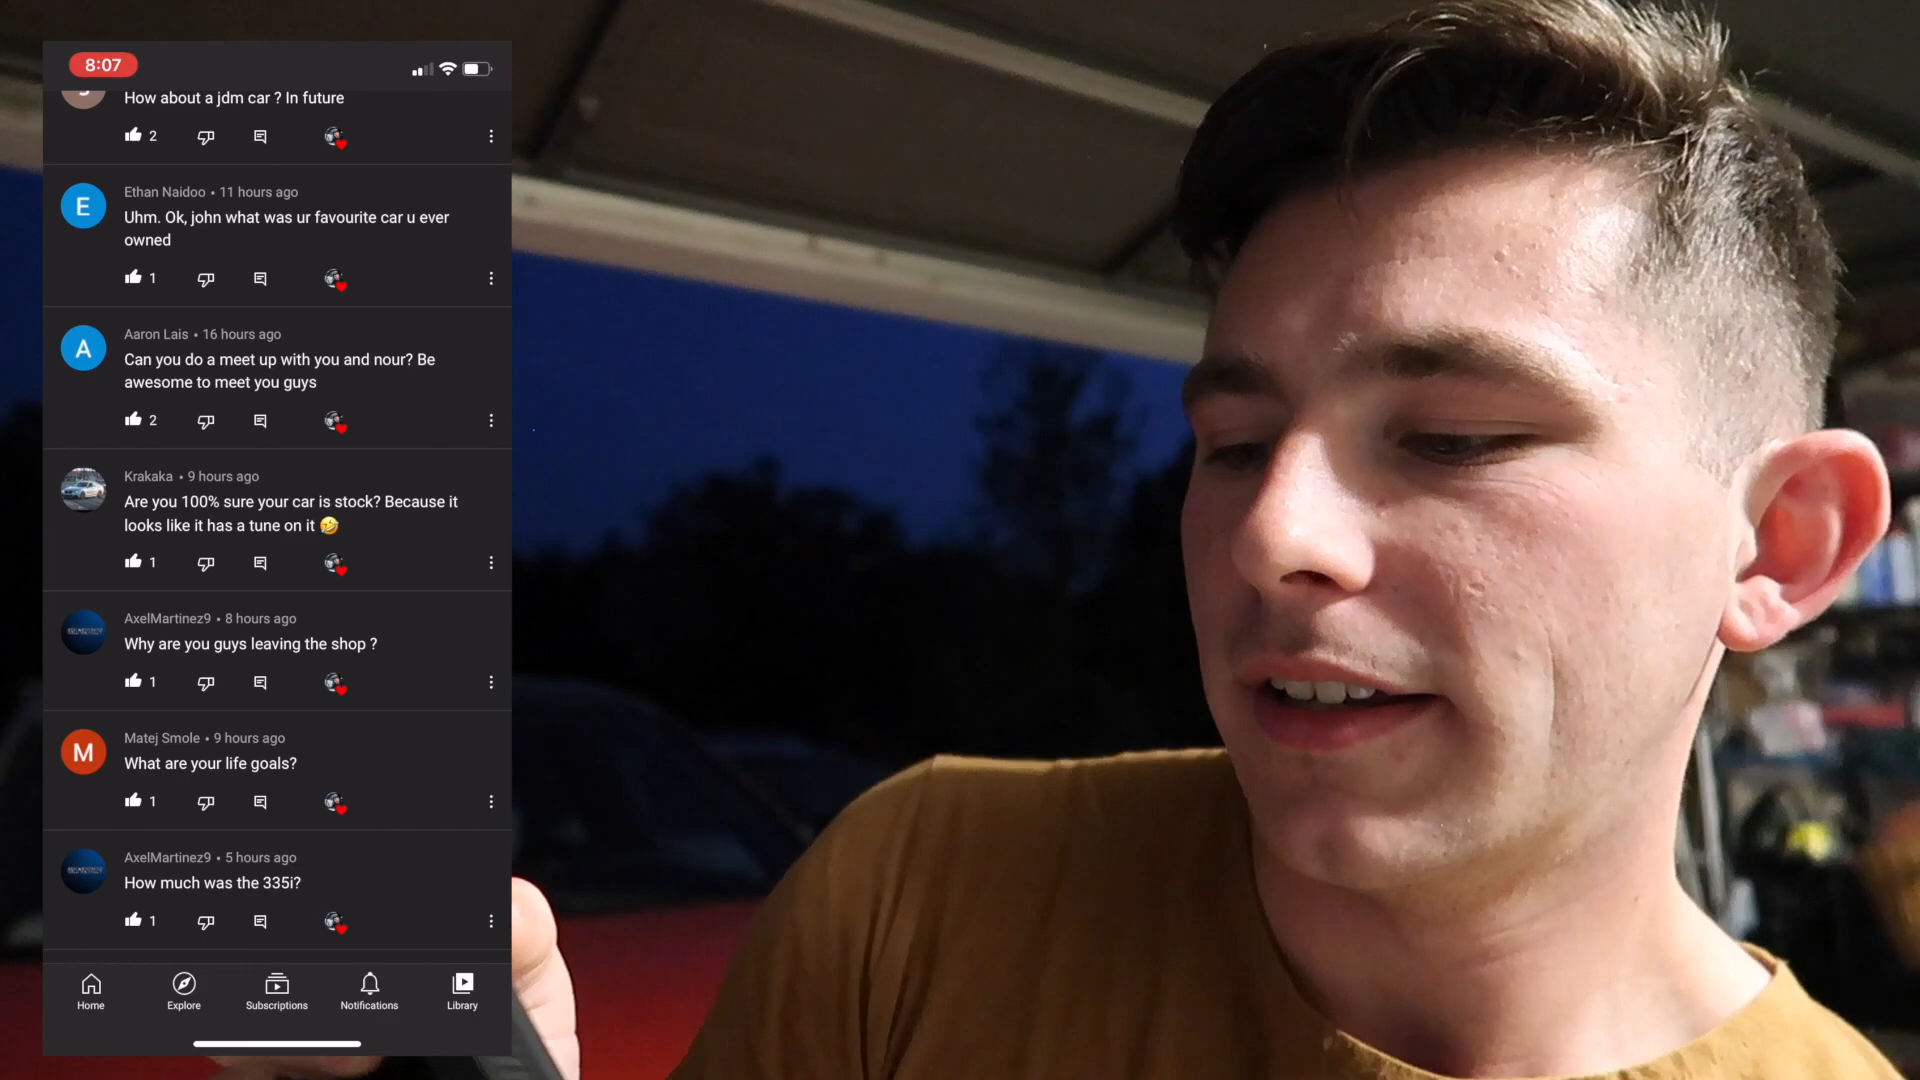 8:07
How about a jdm car ? In future
2
E
Ethan Naidoo • 11 hours ago
Uhm. Ok, john what was ur favourite car u ever
owned
1
A
Aaron Lais • 16 hours ago
Can you do a meet up with you and nour? Be
awesome to meet you guys
2
Krakaka • 9 hours ago
Are you 100% sure your car is stock? Because it
looks like it has a tune on it 🤣
1
AxelMartinez9 • 8 hours ago
Why are you guys leaving the shop ?
1
M
Matej Smole • 9 hours ago
What are your life goals?
1
AxelMartinez9 • 5 hours ago
How much was the 335i?
1
Home Explore Subscriptions Notifications Library